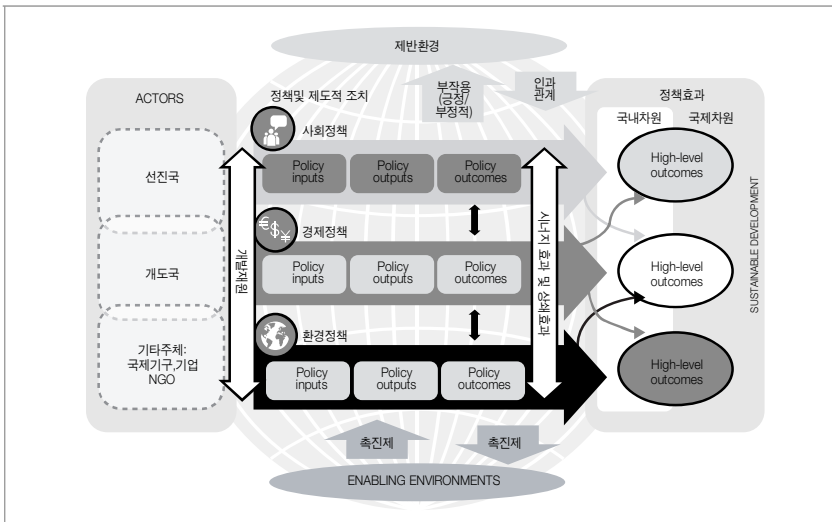 제반환경
ACTORS
선진국
개도국
기타주체:
국제기구,기업
NGO
개발재원
정책및 제도적 조치
부작용
(긍정/
부정적)
인과
관계
사회정책
Policy
inputs
Policy
outputs
Policy
outcomes
경제정책
Policy
inputs
Policy
outputs
Policy
outcomes
환경정책
Policy
inputs
Policy
outputs
Policy
outcomes
시너지 효과 및 상쇄효과
정책효과
국내차원
국제차원
High-level
outcomes
High-level
outcomes
High-level
outcomes
SUSTAINABLE DEVELOPMENT
촉진제
촉진제
ENABLING ENVIRONMENTS